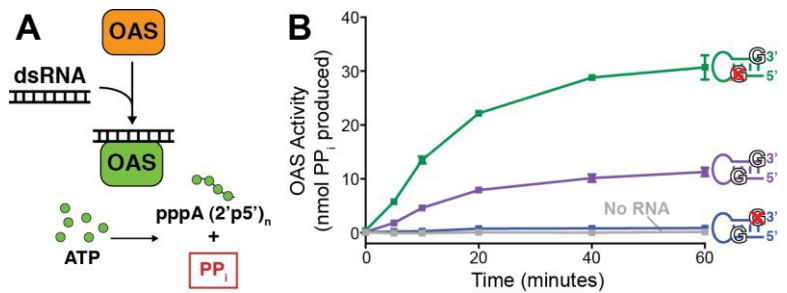 A
OAS
dsRNA
OAS
ATP
pppA (2'p5')n
+
PPi
B
OAS Activity
(nmol PPi produced)
40
30
20
10
0
0
20
40
60
Time (minutes)
No RNA
G 3'
G 5'
G 3'
G 5'
G 3'
G 5'